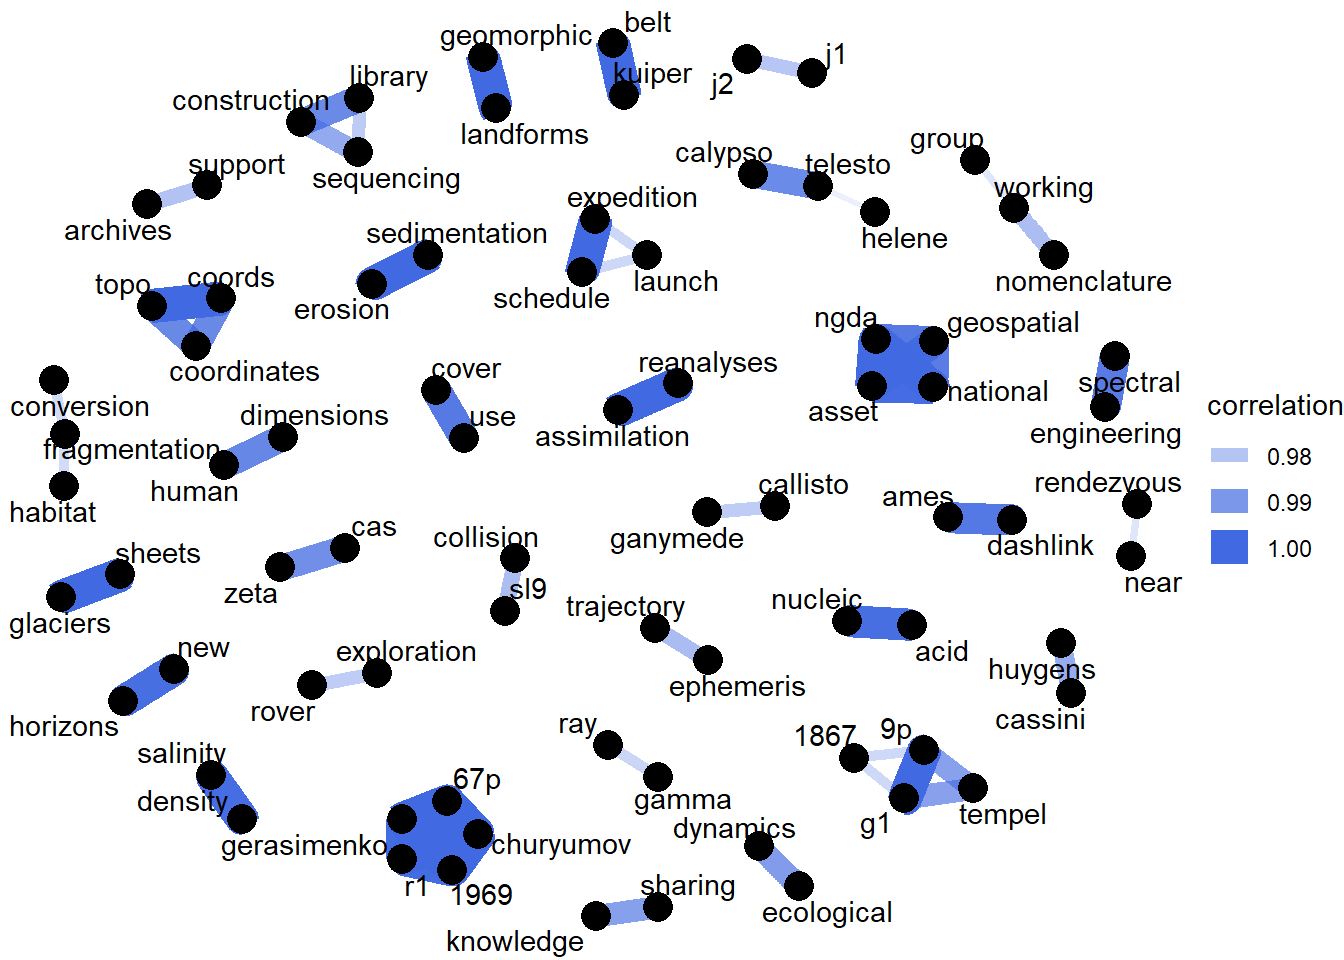 belt
geomorphic
j1
library
kuiper
j2
construction
landforms
group
calypso
support
telesto
sequencing
working
expedition
archives
sedimentation
helene
coords
launch
nomenclature
topo
schedule
erosion
ngda
geospatial
reanalyses
cover
coordinates
spectral
national
conversion
dimensions
use
asset
correlation
assimilation
engineering
fragmentation
0.98
human
callisto
rendezvous
ames
0.99
habitat
cas
collision
ganymede
dashlink
1.00
sheets
near
sl9
zeta
nucleic
trajectory
glaciers
new
exploration
acid
huygens
ephemeris
rover
cassini
horizons
ray
1867
9p
salinity
67p
density
gamma
tempel
g1
dynamics
gerasimenko
churyumov
r1
1969
sharing
ecological
knowledge